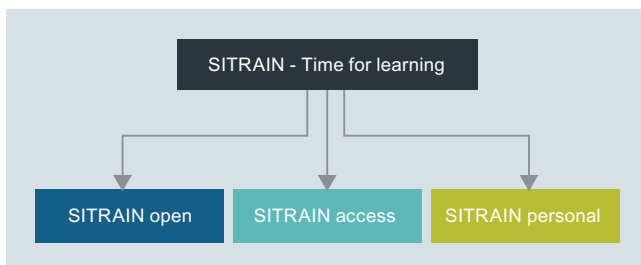 SITRAIN - Time for learning
SITRAIN open
SITRAIN access
SITRAIN personal